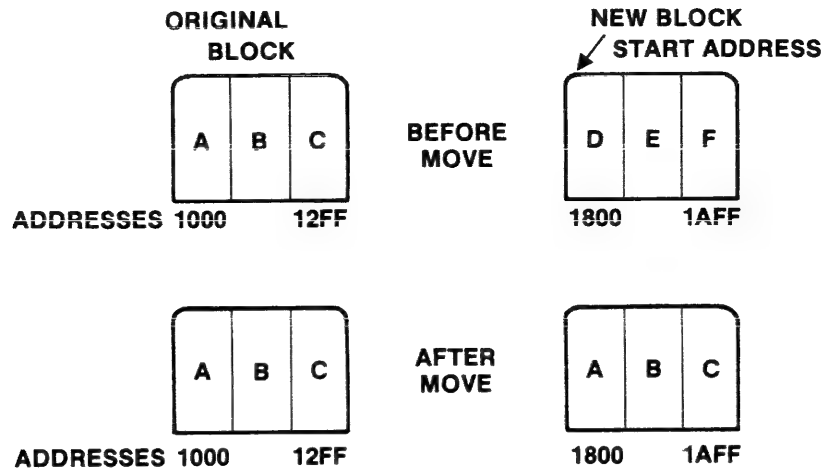 ORIGINAL
BLOCK
NEW BLOCK
START ADDRESS
A B C
BEFORE
MOVE
D E F
ADDRESSES 1000 12FF
1800 1AFF
A B C
AFTER
MOVE
A B C
ADDRESSES 1000 12FF
1800 1AFF